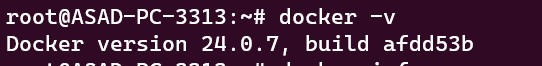 root@ASAD-PC-3313:~# docker -v
Docker version 24.0.7, build afdd53b